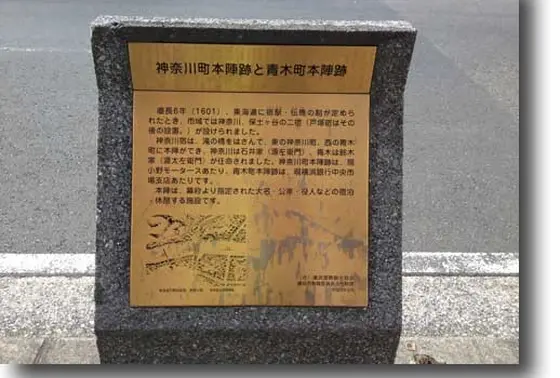 神奈川町本陣跡と青木町本陣跡
慶長6年（1601）、東海道に宿駅・伝馬の制が定めら
れたとき、市域では神奈川、保土ヶ谷の二宿（戸塚宿はその
後の設置。）が設けられました。
神奈川宿は、滝の橋をはさんで、東の神奈川町、西の青木
町に本陣ができ、神奈川は石井家（源左衛門）、青木は鈴木
家（源太左衛門）が任命されました。神奈川町本陣跡は、現
小野モータースあたり、青木町本陣跡は、現横浜銀行中央市
場支店あたりです。
本陣は、幕府より指定された大名・公家・役人などの宿泊
・休憩する施設です。